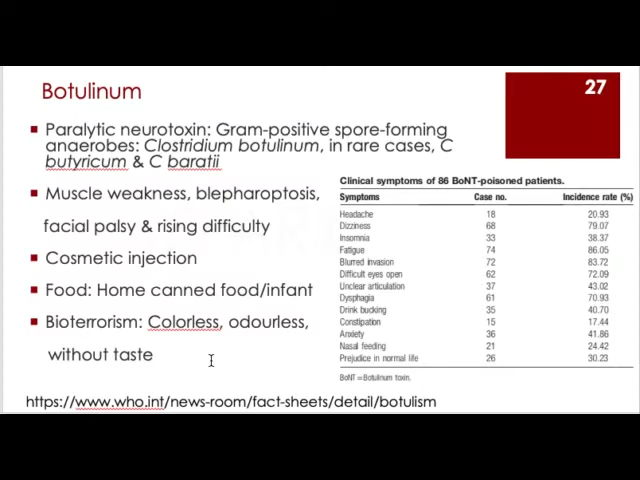 27
Botulinum
▪ Paralytic neurotoxin: Gram-positive spore-forming
anaerobes: Clostridium botulinum, in rare cases, C
butyricum & C baratii
▪ Muscle weakness, blepharoptosis,
facial palsy & rising difficulty
▪ Cosmetic injection
▪ Food: Home canned food/infant
▪ Bioterrorism: Colorless, odourless,
without taste
Clinical symptoms of 86 BoNT-poisoned patients.
Symptoms Case no. Incidence rate (%)
Headache 18 20.93
Dizziness 68 79.07
Insomnia 33 38.37
Fatigue 74 86.05
Blurred invasion 72 83.72
Difficult eyes open 62 72.09
Unclear articulation 37 43.02
Dysphagia 61 70.93
Drink bucking 35 40.70
Constipation 15 17.44
Anxiety 36 41.86
Nasal feeding 21 24.42
Prejudice in normal life 26 30.23
BoNT = Botulinum toxin.
https://www.who.int/news-room/fact-sheets/detail/botulism